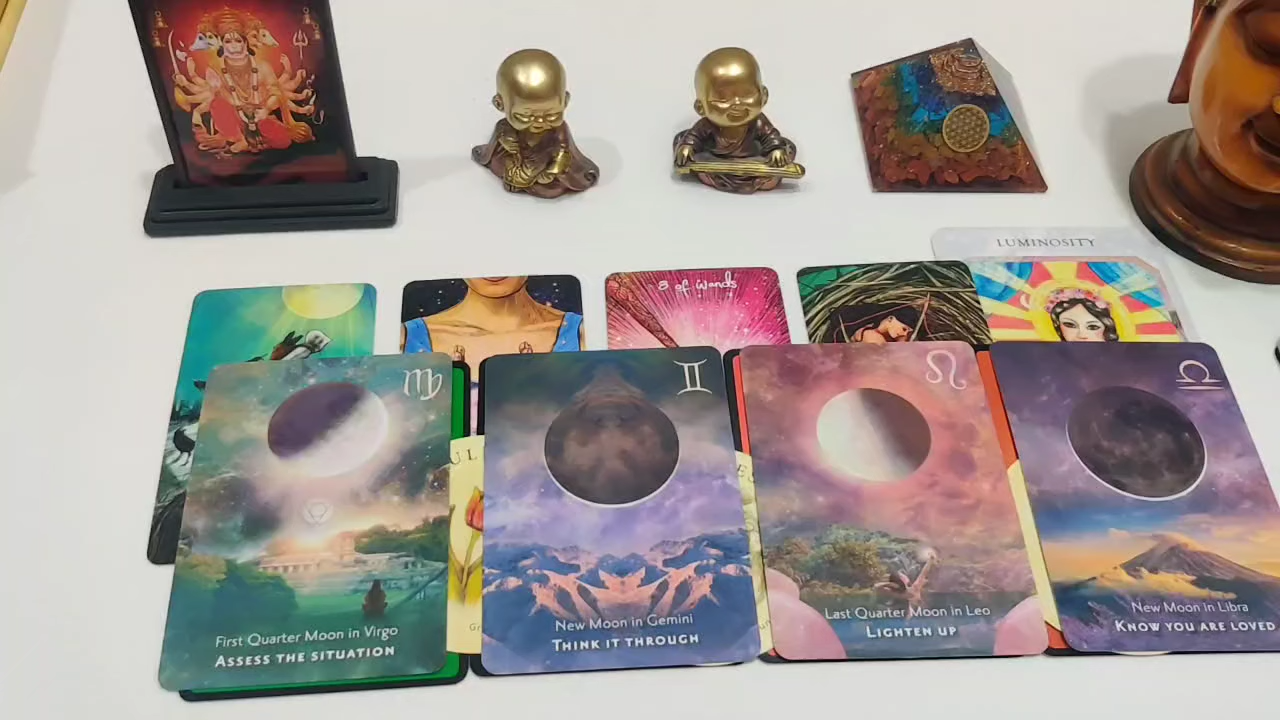 LUMINOSITY
8 of wands
♍
♊
♌
♎
UL
First Quarter Moon in Virgo
ASSESS THE SITUATION
New Moon in Gemini
THINK IT THROUGH
Last Quarter Moon in Leo
LIGHTEN UP
New Moon in Libra
KNOW YOU ARE LOVED